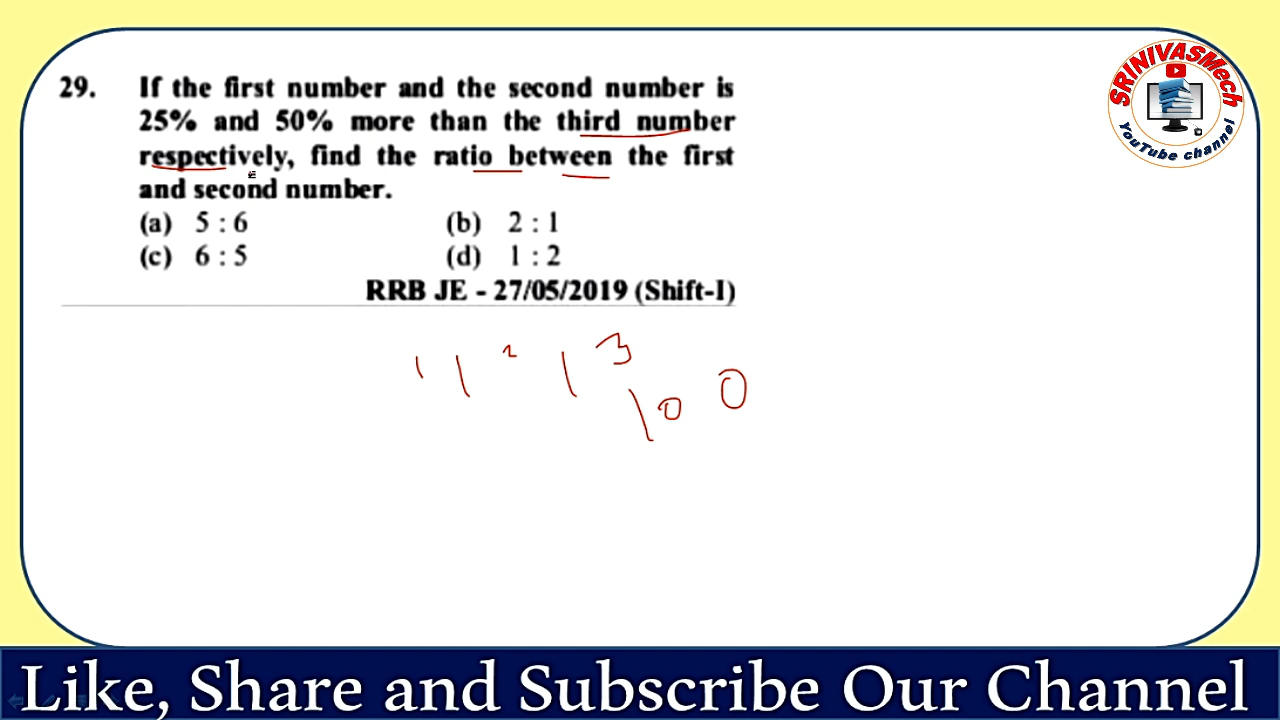 SRINIVASMech
YouTube channel
29. If the first number and the second number is
25% and 50% more that the third number
respectively, find the ratio between the first
and second number.
(a) 5 : 6 (b) 2 : 1
(c) 6 : 5 (d) 1 : 2
RRB JE - 27/05/2019 (Shift-I)
1 | 2 | 3
100
Like, Share and Subscribe Our Channel